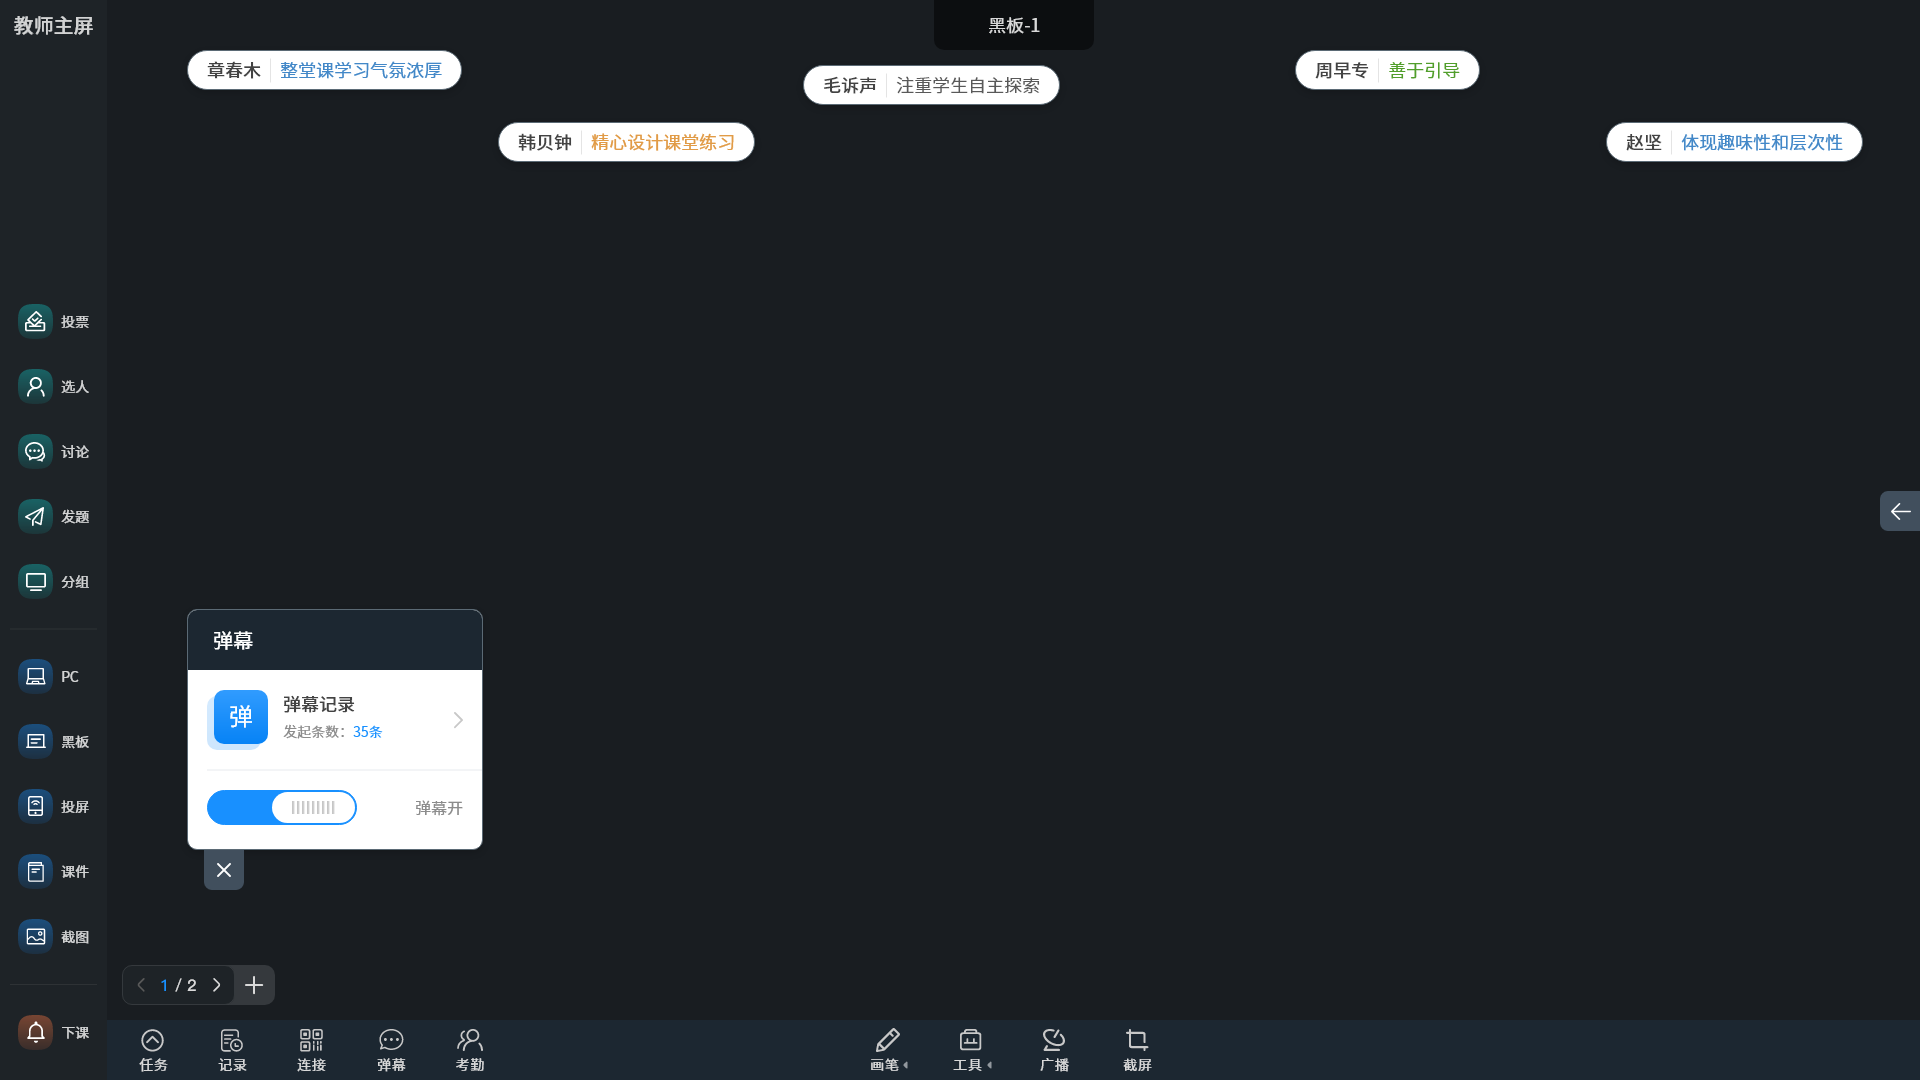 教师主屏
黑板-1
章春木 整堂课学习气氛浓厚
毛诉声 注重学生自主探索
周早专 善于引导
韩贝钟 精心设计课堂练习
赵坚 体现趣味性和层次性
投票
选人
讨论
发题
分组
PC
黑板
投屏
课件
截图
下课
弹幕
弹
弹幕记录
发起条数：35条
弹幕开
1 / 2
任务
记录
连接
弹幕
考勤
画笔
工具
广播
截屏